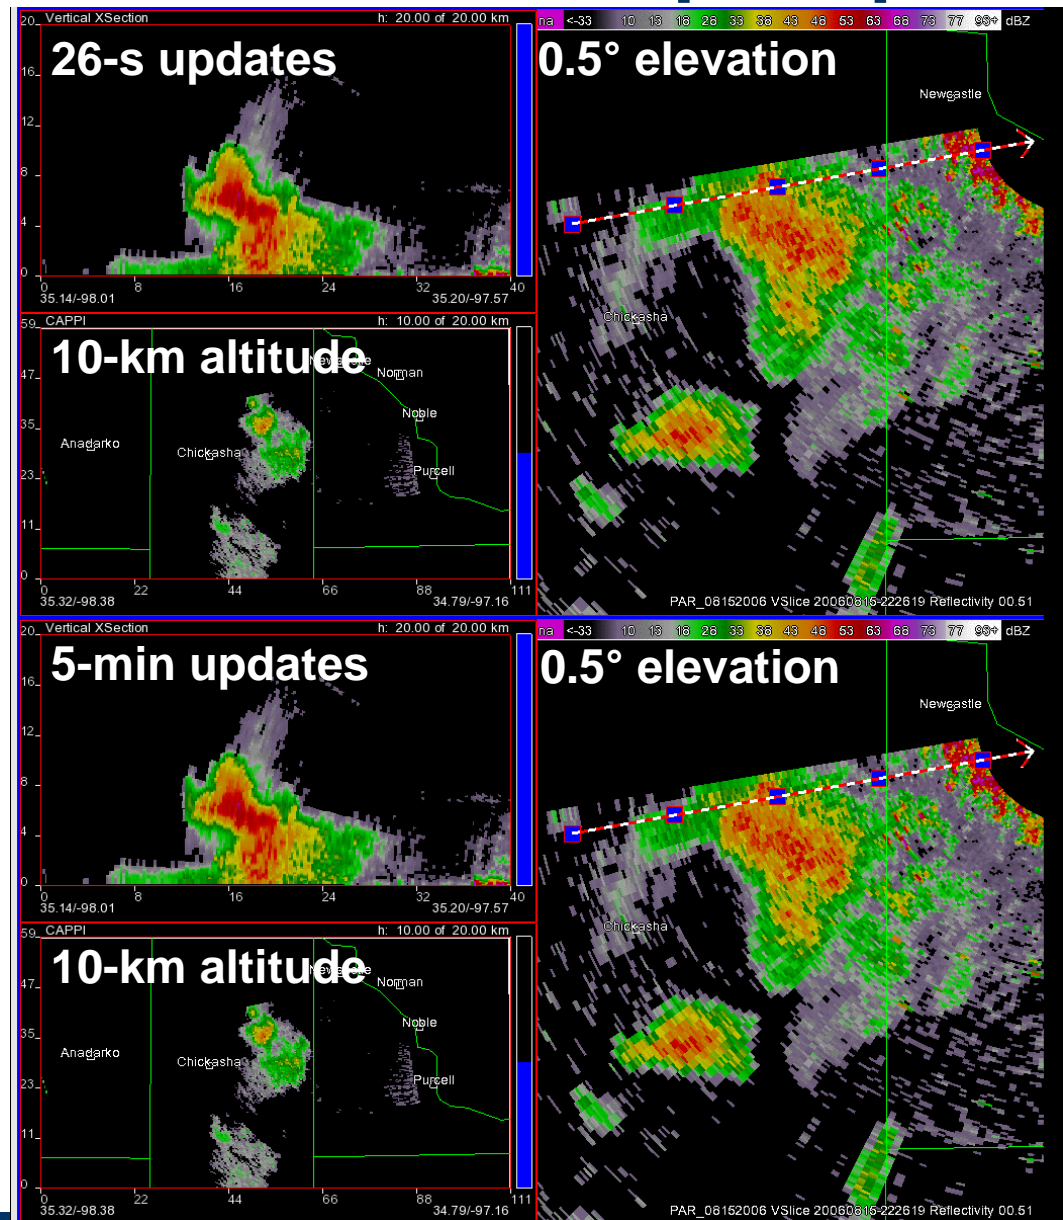 Vertical XSection h: 20.00 of 20.00 km
20
26-s updates
16
12
8
4
0
0 8 16 24 32 40
35.14/-98.01 35.20/-97.57
na <-33 10 13 18 28 33 38 43 48 53 63 68 73 77 93+ dBZ
0.5° elevation
Newcastle
Chickasha
PAR_08152006 VSlice 20060815-222619 Reflectivity 00.51
CAPPI h: 10.00 of 20.00 km
59
10-km altitude
Newcastle
47
Norman
Noble
35
Anadarko
Chickasha
Purcell
23
11
0
0 22 44 66 88 111
35.32/-98.38 34.79/-97.16
Vertical XSection h: 20.00 of 20.00 km
20
5-min updates
16
12
8
4
0
0 8 16 24 32 40
35.14/-98.01 35.20/-97.57
na <-33 10 13 18 28 33 38 43 48 53 63 68 73 77 93+ dBZ
0.5° elevation
Newcastle
Chickasha
PAR_08152006 VSlice 20060815-222619 Reflectivity 00.51
CAPPI h: 10.00 of 20.00 km
59
10-km altitude
Newcastle
47
Norman
Noble
35
Anadarko
Chickasha
Purcell
23
11
0
0 22 44 66 88 111
35.32/-98.38 34.79/-97.16